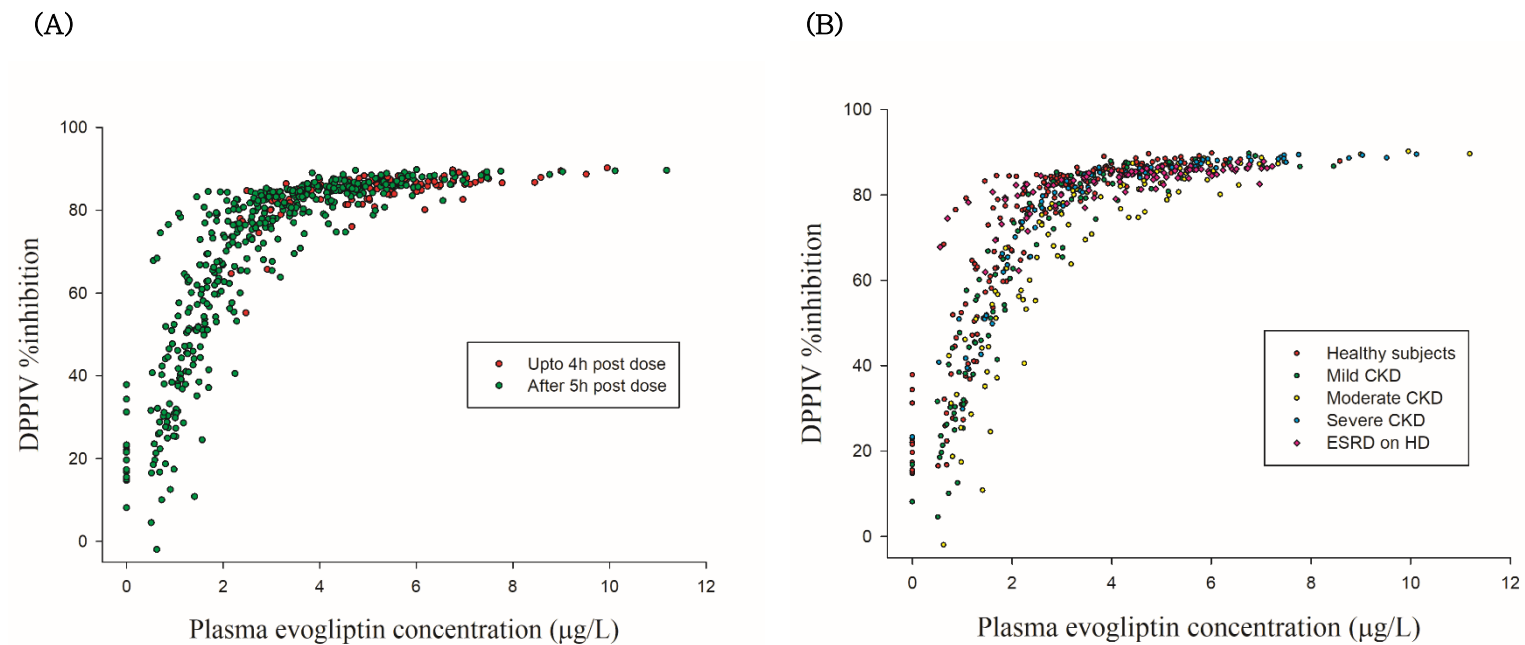 (A)
DPPIV %inhibition
100
80
60
40
20
0
0 2 4 6 8 10 12
Plasma evogliptin concentration (μg/L)
Upto 4h post dose
After 5h post dose
(B)
DPPIV %inhibition
100
80
60
40
20
0
0 2 4 6 8 10 12
Plasma evogliptin concentration (μg/L)
Healthy subjects
Mild CKD
Moderate CKD
Severe CKD
ESRD on HD